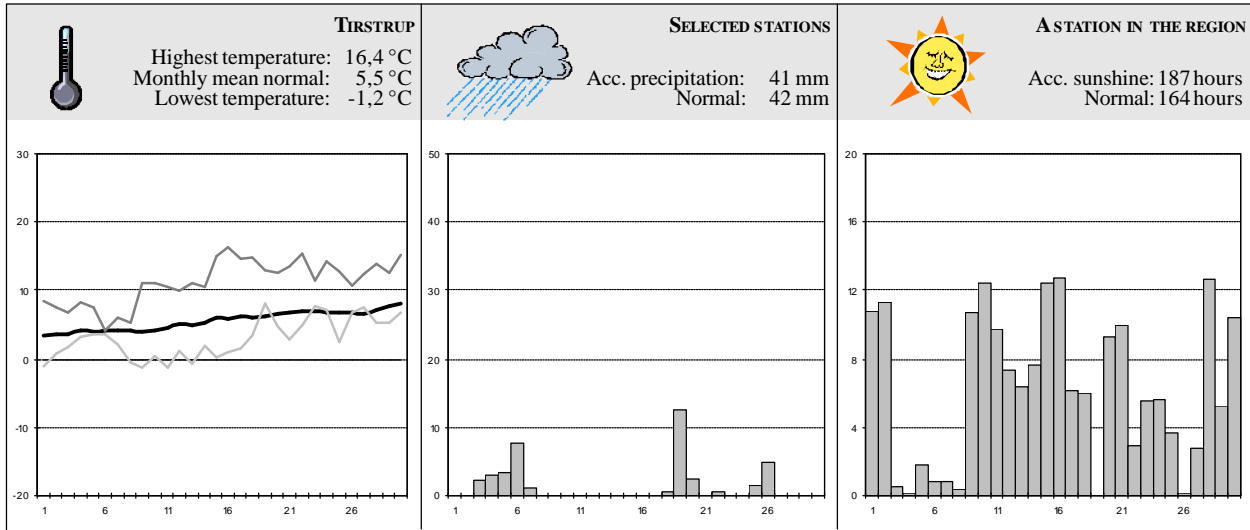 TIRSTRUP
Highest temperature: 16,4 °C
Monthly mean normal: 5,5 °C
Lowest temperature: -1,2 °C
30
20
10
0
-10
-20
1 6 11 16 21 26
SELECTED STATIONS
Acc. precipitation: 41 mm
Normal: 42 mm
50
40
30
20
10
0
1 6 11 16 21 26
A STATION IN THE REGION
Acc. sunshine: 187 hours
Normal: 164 hours
20
16
12
8
4
0
1 6 11 16 21 26